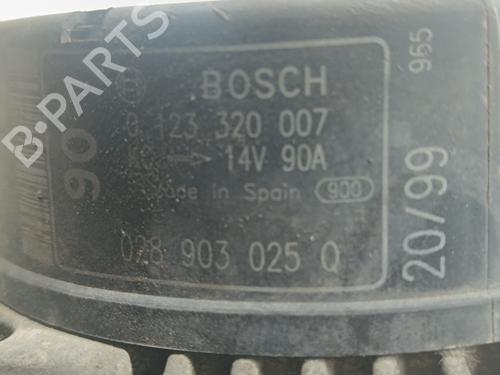 BOSCH
0 123 320 007
KC → 14V 90A
Made in Spain 900
028 903 025 Q
90
20/99
965
B-PARTS